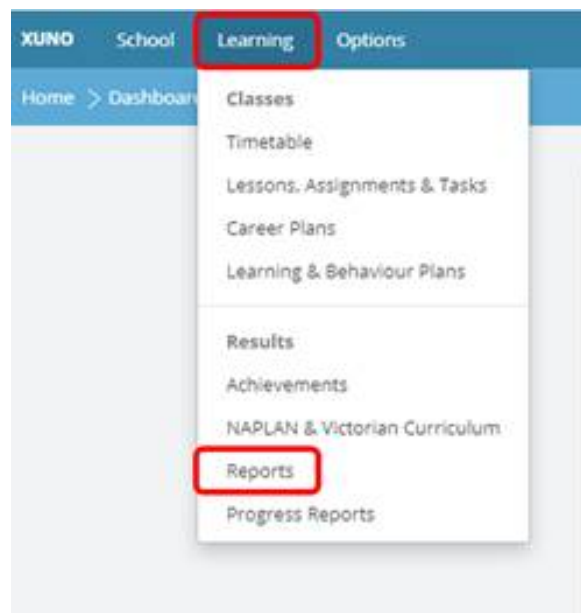 XUNO School Learning Options
Home > Dashboar
Classes
Timetable
Lessons, Assignments & Tasks
Career Plans
Learning & Behaviour Plans
Results
Achievements
NAPLAN & Victorian Curriculum
Reports
Progress Reports